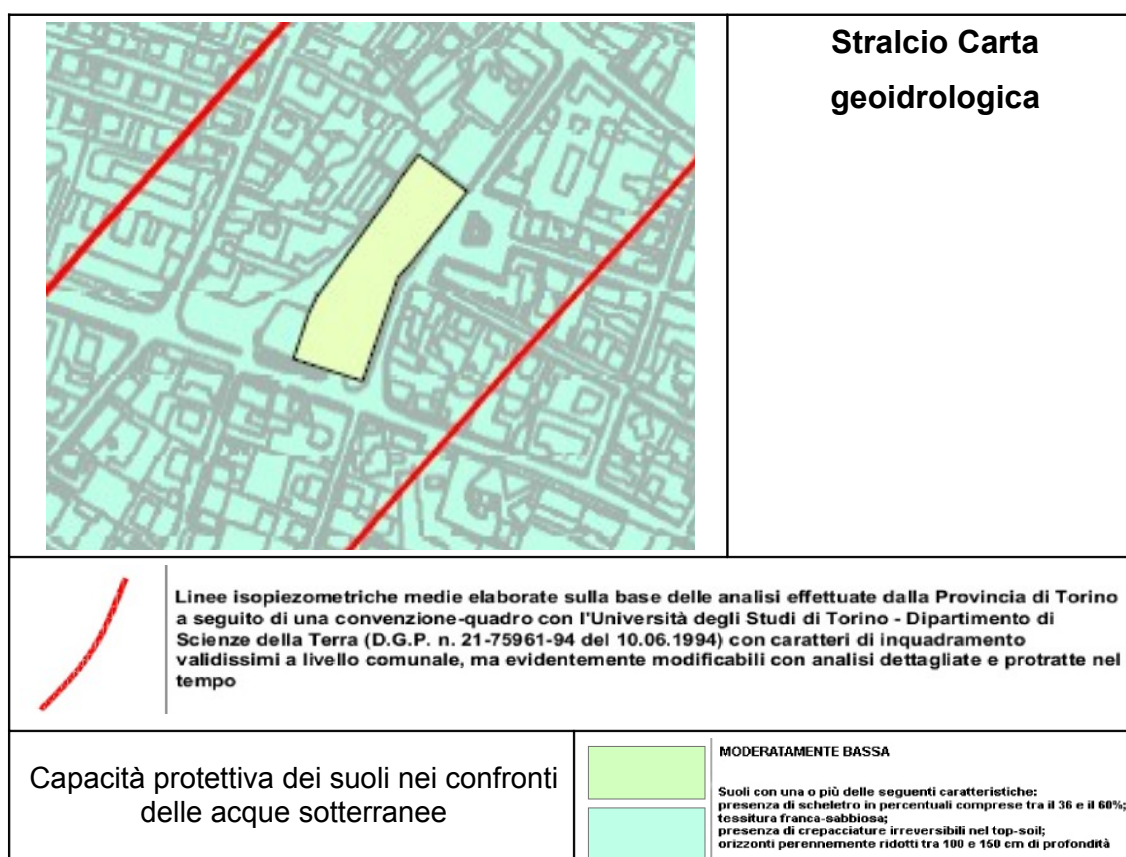 Stralcio Carta
geoidrologica
Linee isopiezometriche medie elaborate sulla base delle analisi effettuate dalla Provincia di Torino
a seguito di una convenzione-quadro con l'Università degli Studi di Torino - Dipartimento di
Scienze della Terra (D.G.P. n. 21-75961-94 del 10.06.1994) con caratteri di inquadramento
validissimi a livello comunale, ma evidentemente modificabili con analisi dettagliate e protratte nel
tempo
Capacità protettiva dei suoli nei confronti
delle acque sotterranee
MODERATAMENTE BASSA
Suoli con una o più delle seguenti caratteristiche:
presenza di scheletro in percentuali comprese tra il 36 e il 60%;
tessitura franca-sabbiosa;
presenza di crepacciature irreversibili nel top-soil;
orizzonti perennemente ridotti tra 100 e 150 cm di profondità